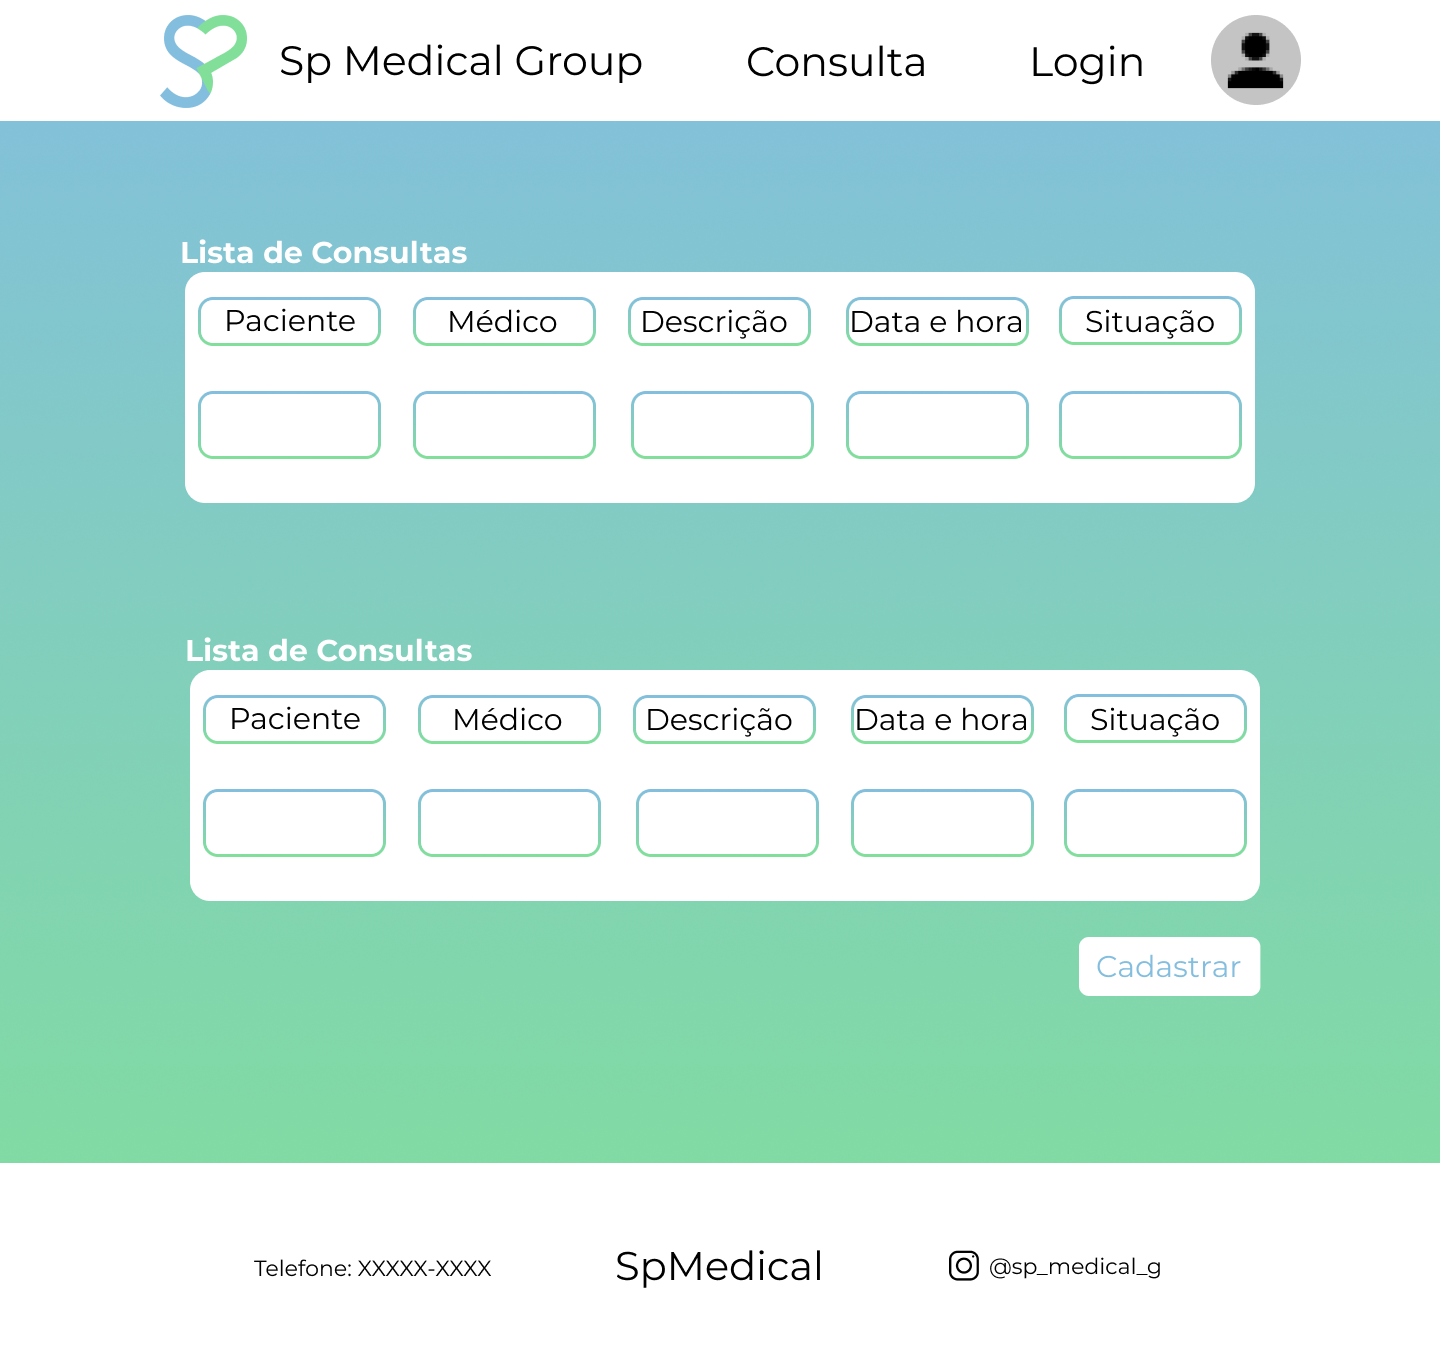 Sp Medical Group
Consulta
Login
Lista de Consultas
Paciente
Médico
Descrição
Data e hora
Situação
Lista de Consultas
Paciente
Médico
Descrição
Data e hora
Situação
Cadastrar
Telefone: XXXXX-XXXX
SpMedical
@sp_medical_g